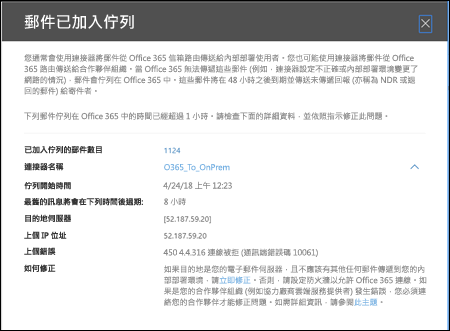 郵件已加入佇列
您通常會使用連接器將郵件從 Office 365 信箱路由傳送給內部部署使用者。您也可能使用連接器將郵件從 Office
365 路由傳送給合作夥伴組織。當 Office 365 無法傳遞這些郵件 (例如，連接器設定不正確或內部部署環境變更了
網路的情況)，郵件會佇列在 Office 365 中。這些郵件將在 48 小時之後到期並傳送未傳遞回報 (亦稱為 NDR 或退
回的郵件) 給寄件者。
下列郵件佇列在 Office 365 中的時間已經超過 1 小時。請檢查下面的詳細資料，並依照指示修正此問題。
已加入佇列的郵件數目 1124
連接器名稱 O365_To_OnPrem
佇列開始時間 4/24/18 上午 12:23
最舊的訊息將會在下列時間後過期: 8 小時
目的地伺服器 [52.187.59.20]
上個 IP 位址 52.187.59.20
上個錯誤 450 4.4.316 連線被拒 (通訊端錯誤碼 10061)
如何修正 如果目的地是您的電子郵件伺服器，且不應該有其他任何郵件傳遞到您的內
部部署環境，請立即修正。否則，請設定防火牆以允許 Office 365 連線。如
果是您的合作夥伴組織 (例如協力廠商雲端服務提供者) 發生錯誤，您必須連
絡您的合作夥伴才能修正問題。如需詳細資訊，請參閱此主題。